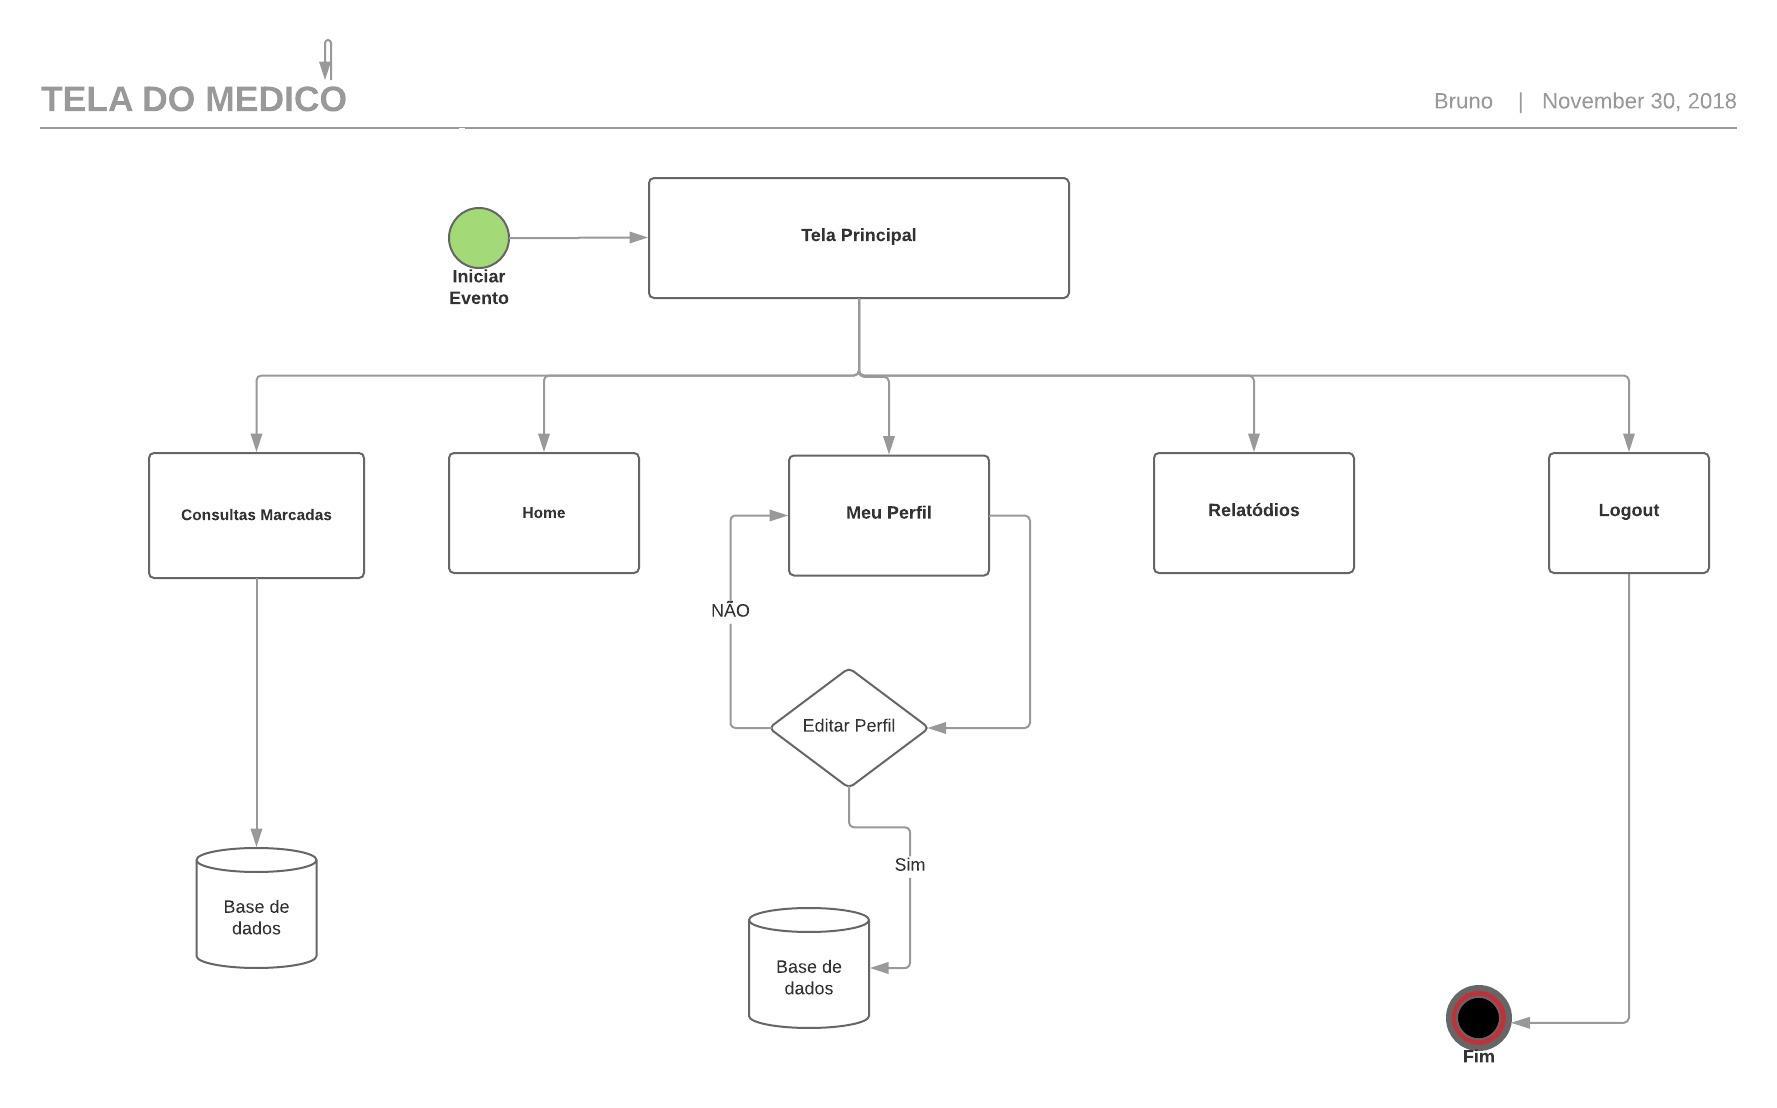 TELA DO MEDICO
Bruno | November 30, 2018
Tela Principal
Iniciar
Evento
Consultas Marcadas
Home
Meu Perfil
Relatódios
Logout
NÃO
Editar Perfil
Sim
Base de
dados
Base de
dados
Fim